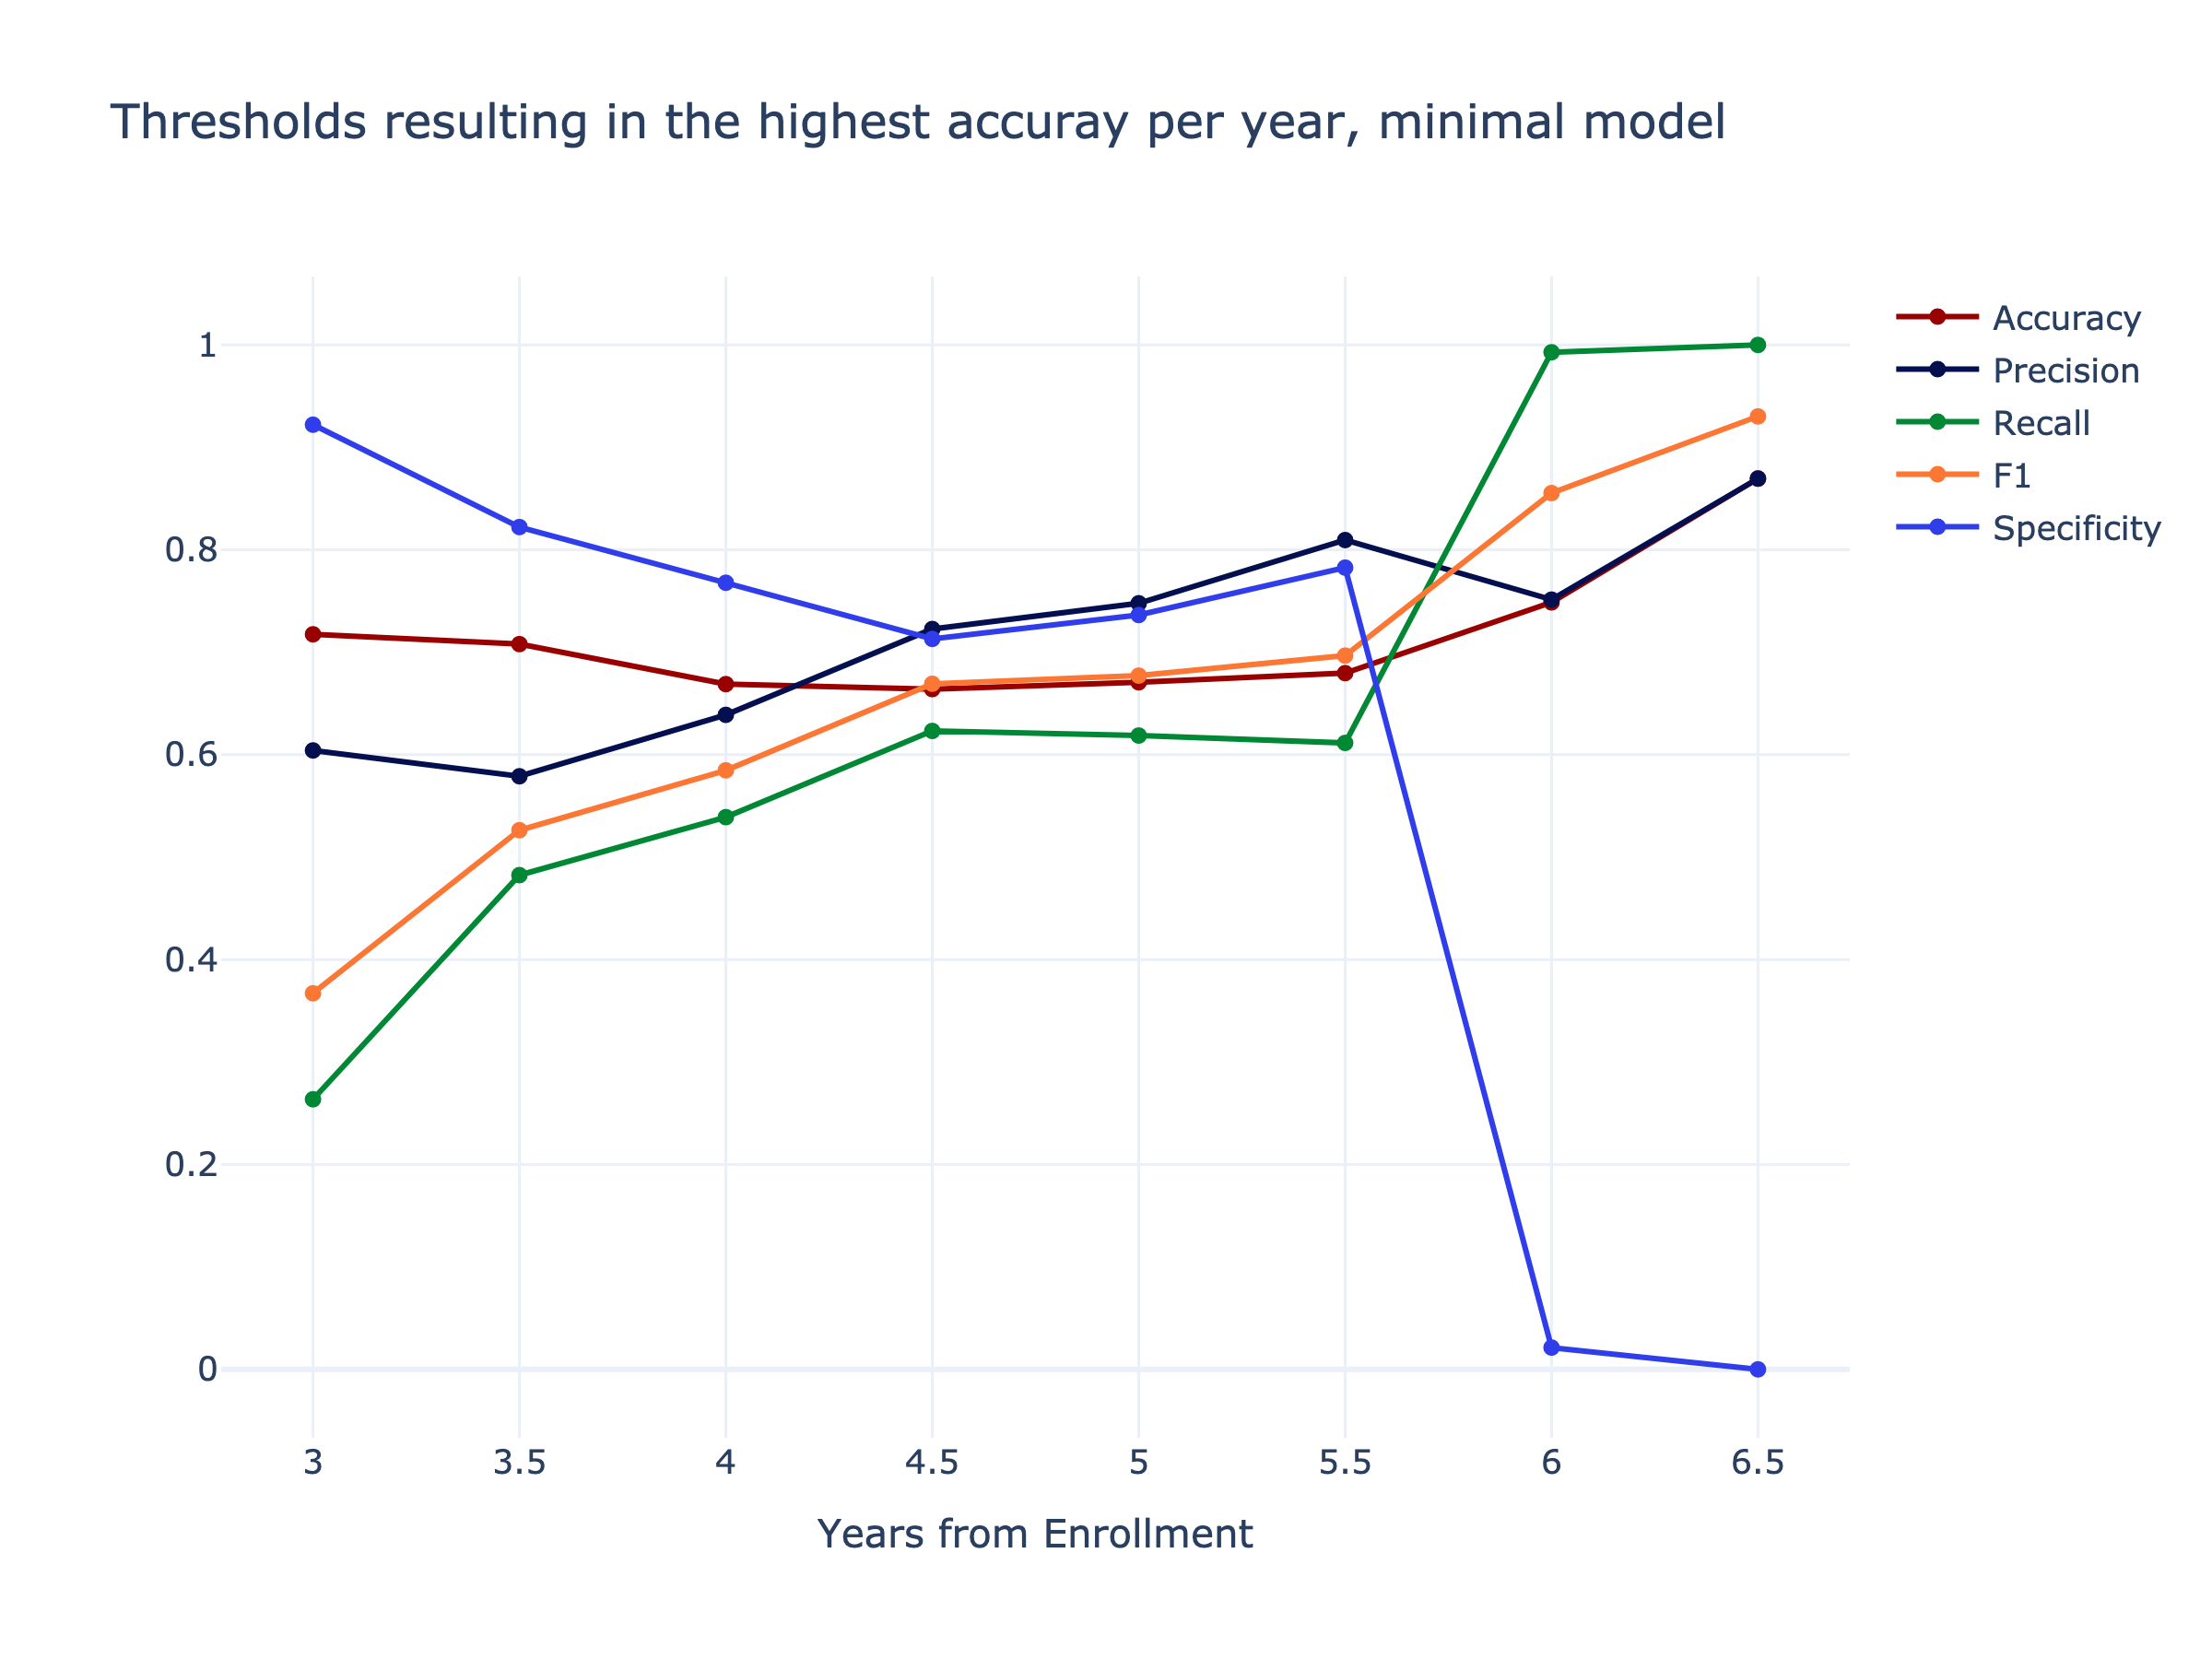 Thresholds resulting in the highest accuray per year, minimal model
Accuracy
Precision
Recall
F1
Specificity
1
0.8
0.6
0.4
0.2
0
3 3.5 4 4.5 5 5.5 6 6.5
Years from Enrollment